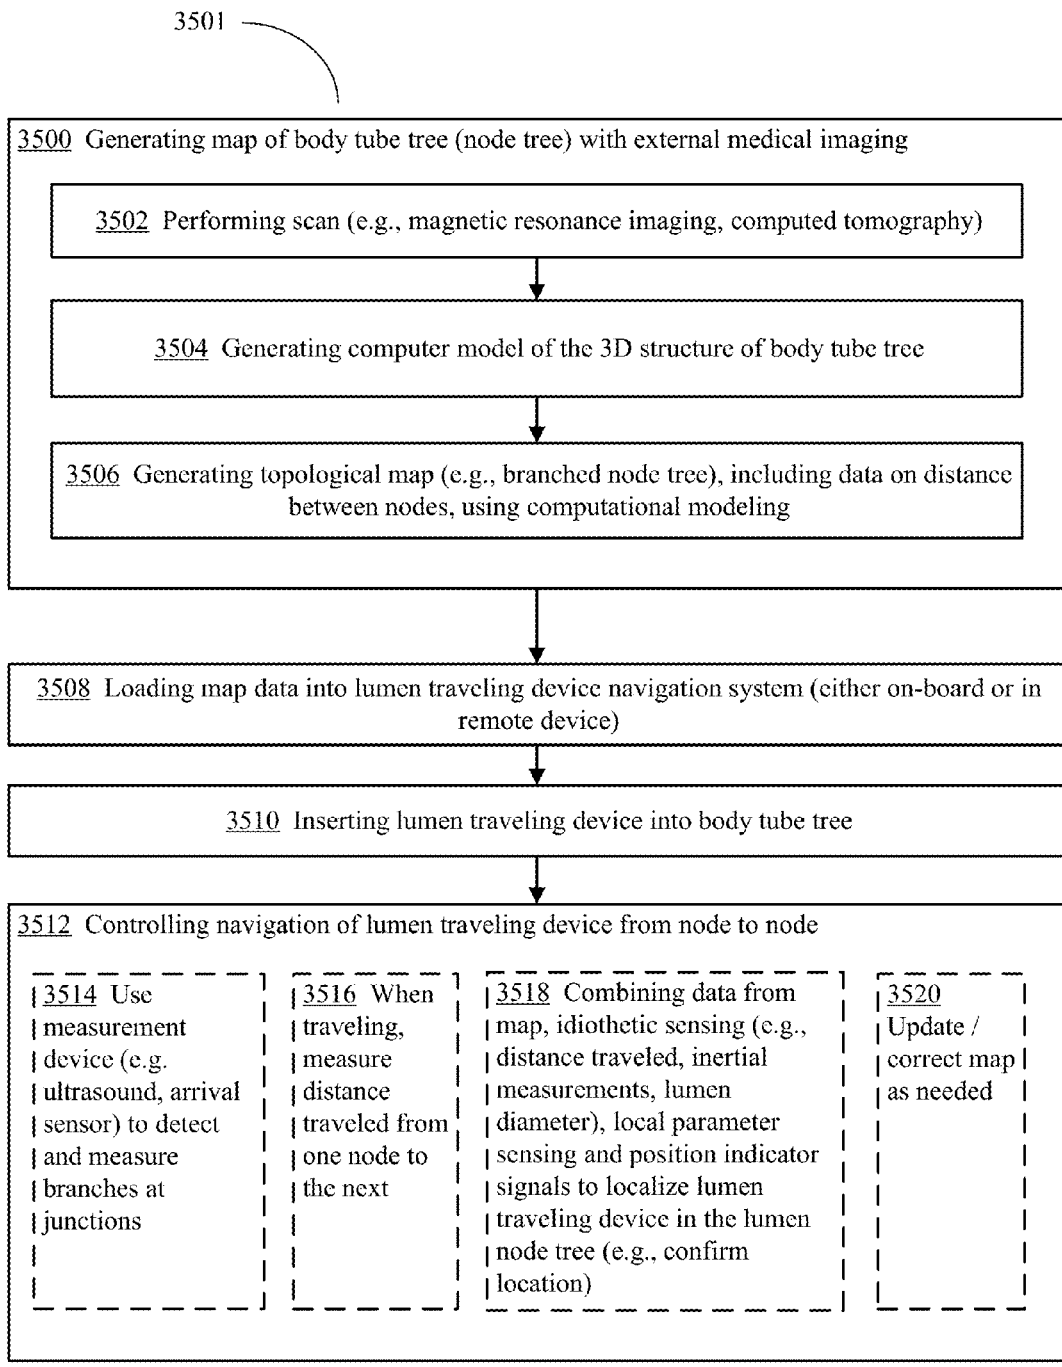 3501
3500 Generating map of body tube tree (node tree) with external medical imaging
3502 Performing scan (e.g., magnetic resonance imaging, computed tomography)
3504 Generating computer model of the 3D structure of body tube tree
3506 Generating topological map (e.g., branched node tree), including data on distance
between nodes, using computational modeling
3508 Loading map data into lumen traveling device navigation system (either on-board or in
remote device)
3510 Inserting lumen traveling device into body tube tree
3512 Controlling navigation of lumen traveling device from node to node
3514 Use
measurement
device (e.g.
ultrasound, arrival
sensor) to detect
and measure
branches at
junctions
3516 When
traveling,
measure
distance
traveled from
one node to
the next
3518 Combining data from
map, idiothetic sensing (e.g.,
distance traveled, inertial
measurements, lumen
diameter), local parameter
sensing and position indicator
signals to localize lumen
traveling device in the lumen
node tree (e.g., confirm
location)
3520
Update /
correct map
as needed